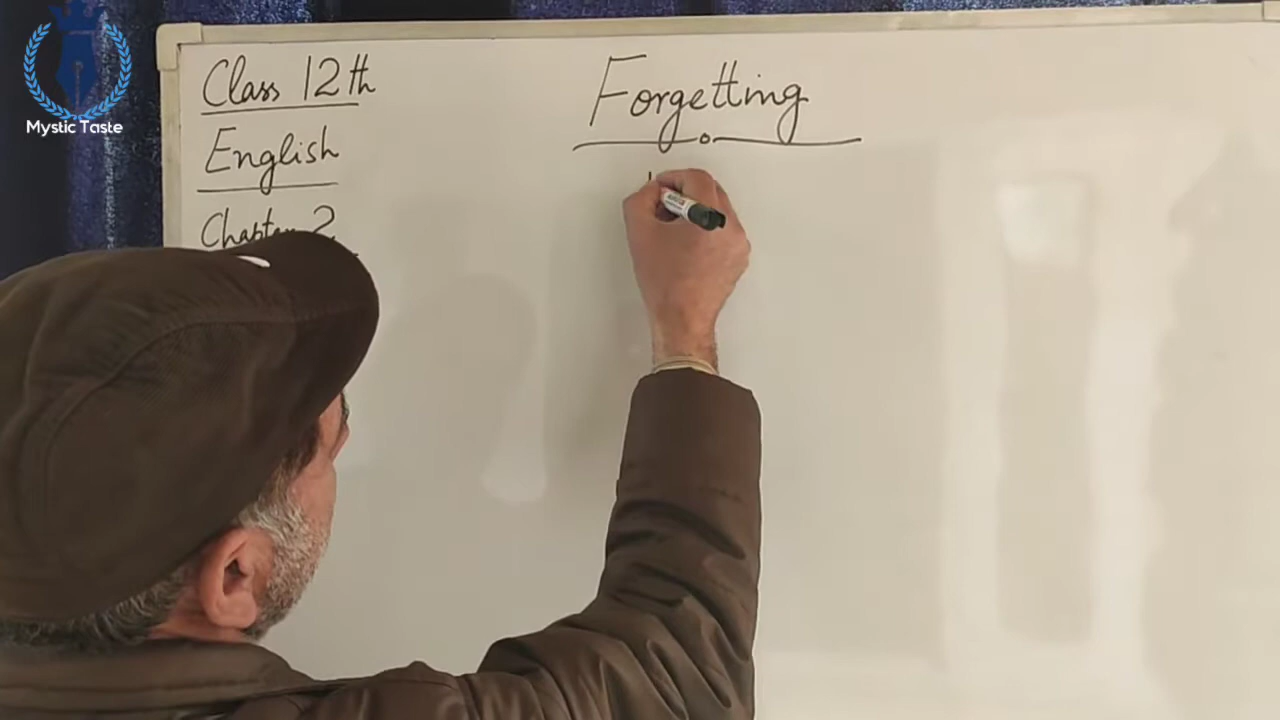 Mystic Taste
Class 12th
English
Chapter 2
Forgetting